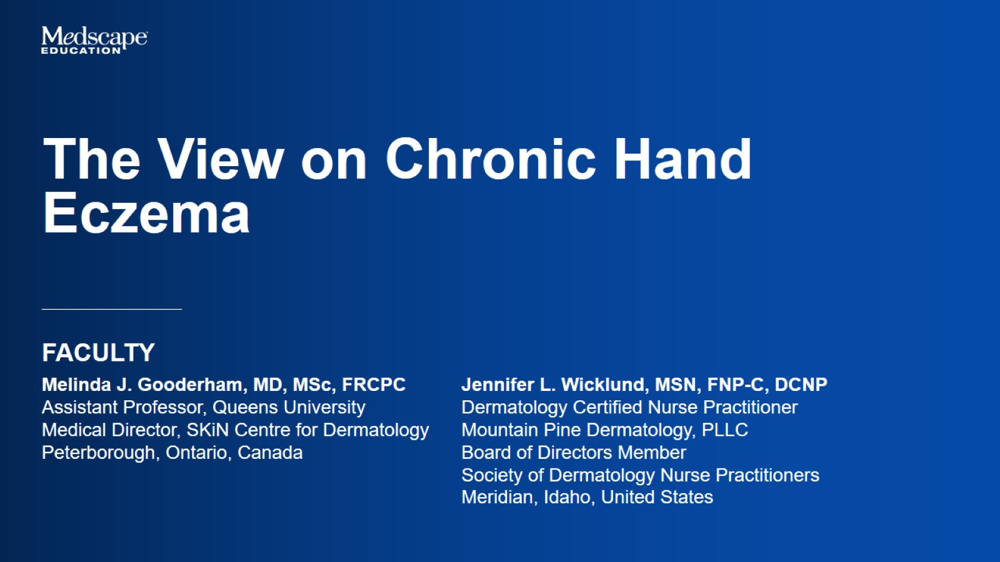 Medscape
EDUCATION
The View on Chronic Hand
Eczema
FACULTY
Melinda J. Gooderham, MD, MSc, FRCPC
Assistant Professor, Queens University
Medical Director, SKiN Centre for Dermatology
Peterborough, Ontario, Canada
Jennifer L. Wicklund, MSN, FNP-C, DCNP
Dermatology Certified Nurse Practitioner
Mountain Pine Dermatology, PLLC
Board of Directors Member
Society of Dermatology Nurse Practitioners
Meridian, Idaho, United States